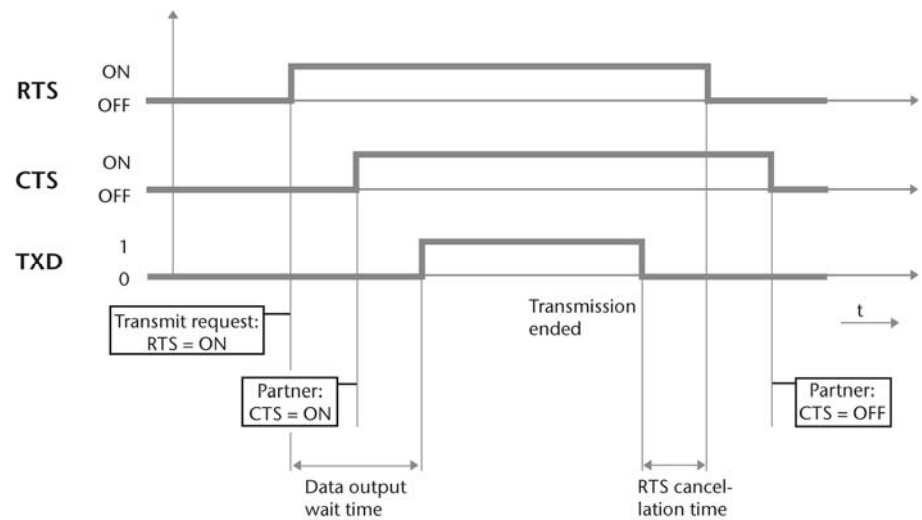 RTS
ON
OFF
CTS
ON
OFF
TXD
1
0
Transmission
ended
t
Transmit request:
RTS = ON
Partner:
CTS = ON
Partner:
CTS = OFF
Data output
wait time
RTS cancel-
lation time